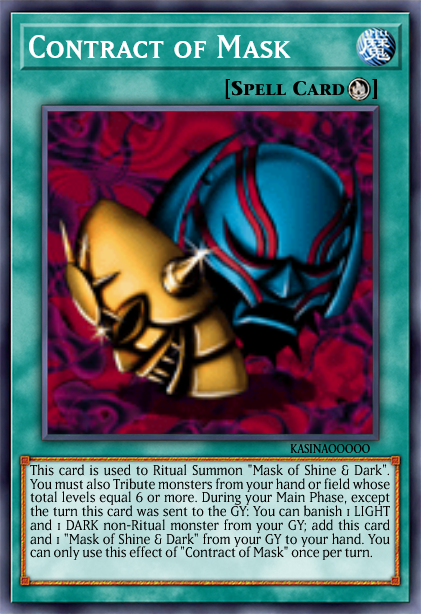 Contract of Mask
魔
[Spell Card]
KASINAOOOOO
This card is used to Ritual Summon "Mask of Shine & Dark".
You must also Tribute monsters from your hand or field whose
total levels equal 6 or more. During your Main Phase, except
the turn this card was sent to the GY: You can banish 1 LIGHT
and 1 DARK non-Ritual monster from your GY; add this card
and 1 "Mask of Shine & Dark" from your GY to your hand. You
can only use this effect of "Contract of Mask" once per turn.